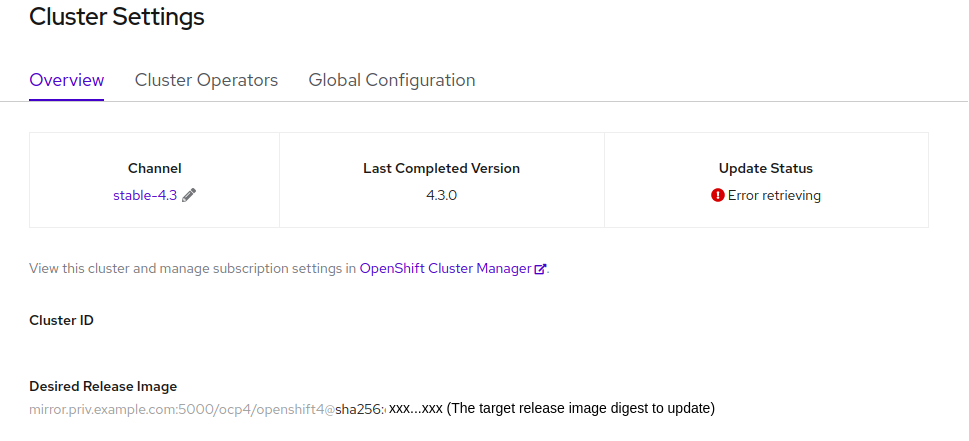 Cluster Settings
Overview Cluster Operators Global Configuration
Channel Last Completed Version Update Status
stable-4.3 4.3.0 Error retrieving
View this cluster and manage subscription settings in OpenShift Cluster Manager.
Cluster ID
Desired Release Image
mirror.priv.example.com:5000/ocp4/openshift4@sha256: xxx...xxx (The target release image digest to update)